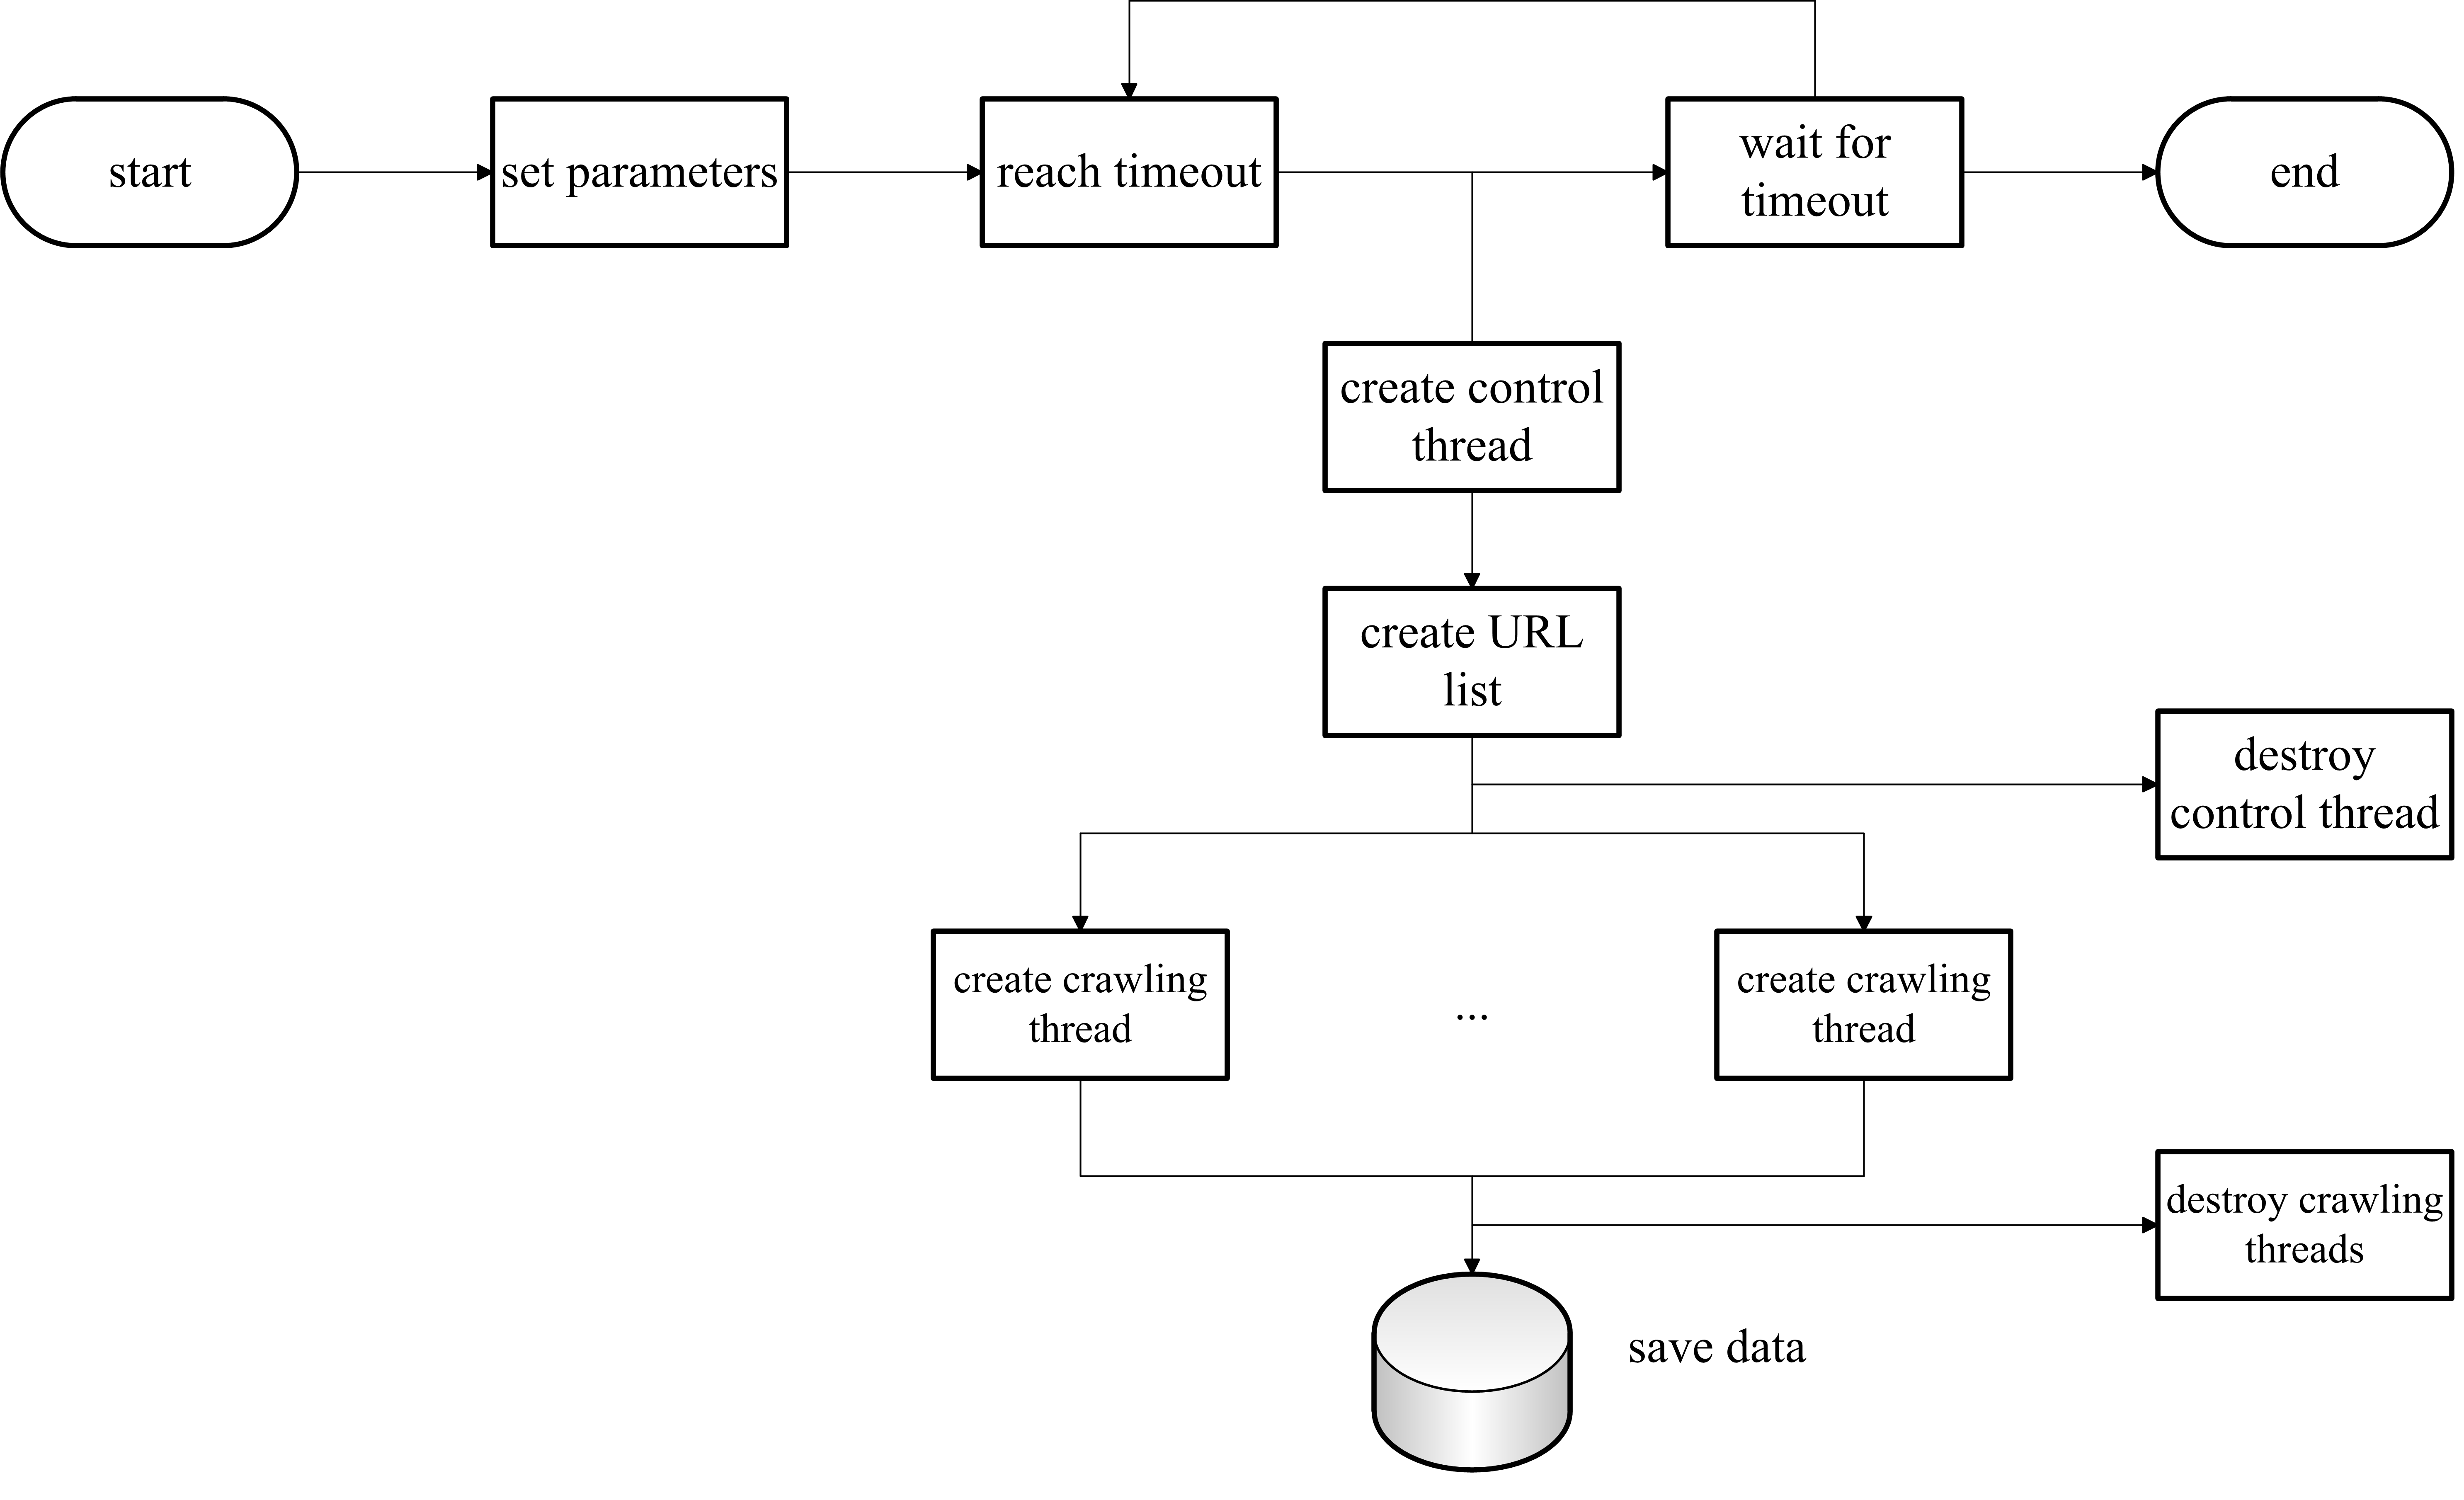 start
set parameters
reach timeout
wait for
timeout
end
create control
thread
create URL
list
destroy
control thread
create crawling
thread
...
create crawling
thread
destroy crawling
threads
save data